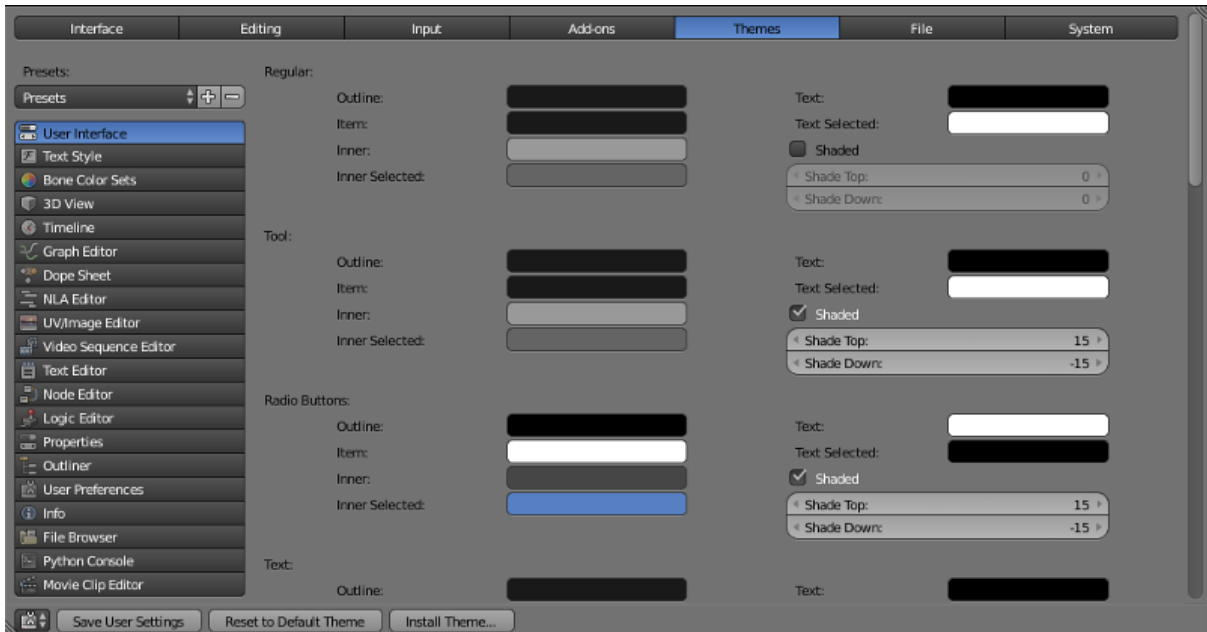 Interface Editing Input Add-ons Themes File System
Presets:
Presets
User Interface
Text Style
Bone Color Sets
3D View
Timeline
Graph Editor
Dope Sheet
NLA Editor
UV/Image Editor
Video Sequence Editor
Text Editor
Node Editor
Logic Editor
Properties
Outliner
User Preferences
Info
File Browser
Python Console
Movie Clip Editor
Regular:
Outline:
Item:
Inner:
Inner Selected:
Text:
Text Selected:
Shaded
Shade Top: 0
Shade Down: 0
Tool:
Outline:
Item:
Inner:
Inner Selected:
Text:
Text Selected:
Shaded
Shade Top: 15
Shade Down: -15
Radio Buttons:
Outline:
Item:
Inner:
Inner Selected:
Text:
Text Selected:
Shaded
Shade Top: 15
Shade Down: -15
Text:
Outline:
Text:
Save User Settings Reset to Default Theme Install Theme...